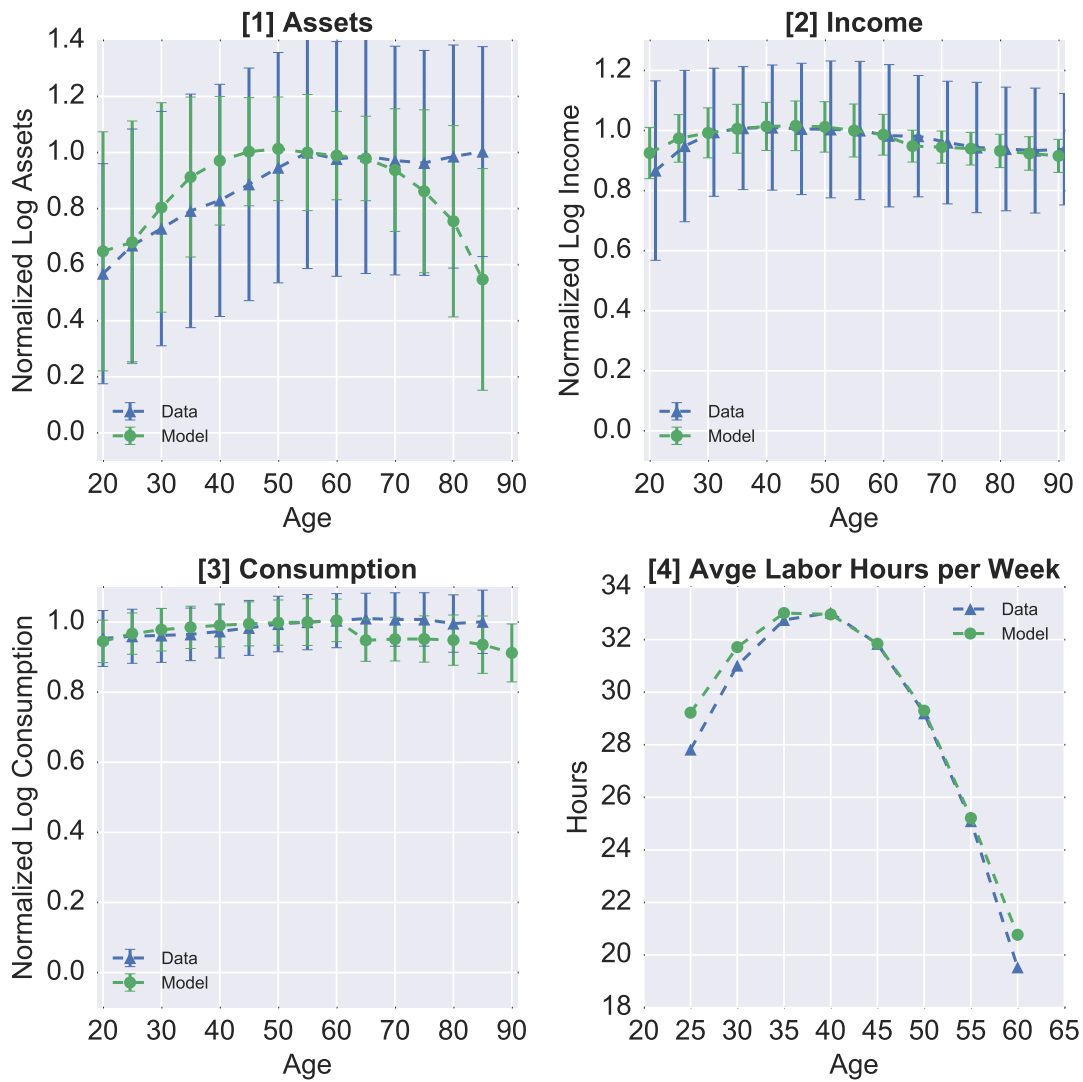 [1] Assets
1.4
1.2
1.0
0.8
0.6
0.4
0.2
0.0
Normalized Log Assets
Data
Model
20 30 40 50 60 70 80 90
Age
[2] Income
1.2
1.0
0.8
0.6
0.4
0.2
0.0
Normalized Log Income
Data
Model
20 30 40 50 60 70 80 90
Age
[3] Consumption
1.0
0.8
0.6
0.4
0.2
0.0
Normalized Log Consumption
Data
Model
20 30 40 50 60 70 80 90
Age
[4] Avge Labor Hours per Week
34
32
30
28
26
24
22
20
18
Hours
Data
Model
20 25 30 35 40 45 50 55 60 65
Age